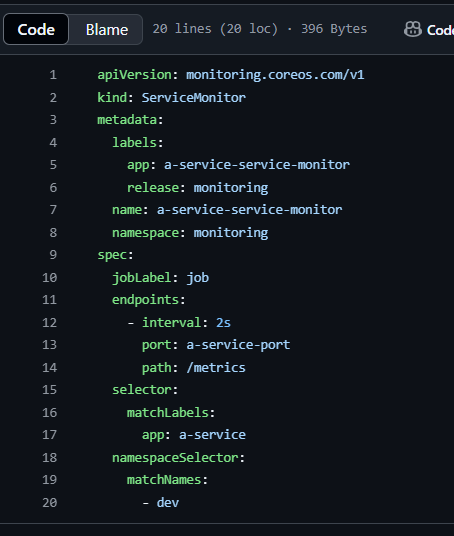 Code Blame 20 lines (20 loc) · 396 Bytes Cod
1 apiVersion: monitoring.coreos.com/v1
2 kind: ServiceMonitor
3 metadata:
4   labels:
5     app: a-service-service-monitor
6     release: monitoring
7   name: a-service-service-monitor
8   namespace: monitoring
9 spec:
10   jobLabel: job
11   endpoints:
12     - interval: 2s
13       port: a-service-port
14       path: /metrics
15   selector:
16     matchLabels:
17       app: a-service
18   namespaceSelector:
19     matchNames:
20       - dev